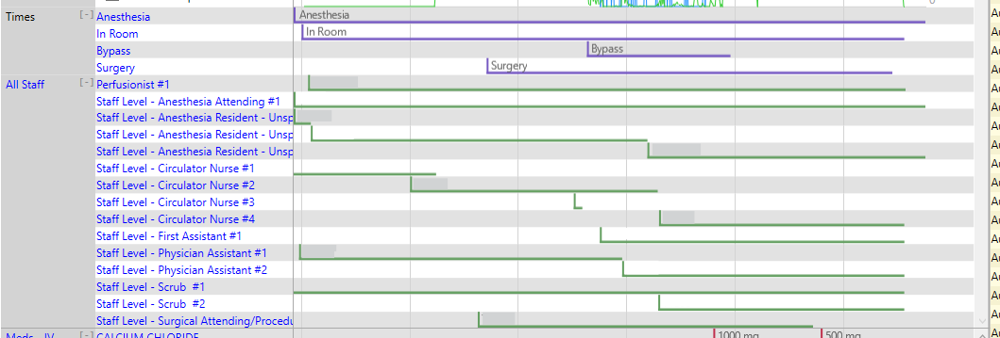 Times [-] Anesthesia Anesthesia
In Room In Room
Bypass Bypass
Surgery Surgery
All Staff [-] Perfusionist #1
Staff Level - Anesthesia Attending #1
Staff Level - Anesthesia Resident - Unsp
Staff Level - Anesthesia Resident - Unsp
Staff Level - Anesthesia Resident - Unsp
Staff Level - Circulator Nurse #1
Staff Level - Circulator Nurse #2
Staff Level - Circulator Nurse #3
Staff Level - Circulator Nurse #4
Staff Level - First Assistant #1
Staff Level - Physician Assistant #1
Staff Level - Physician Assistant #2
Staff Level - Scrub #1
Staff Level - Scrub #2
Staff Level - Surgical Attending/Procedu
Meds - IV [-] CALCIUM CHLORIDE 1000 mg 500 mg